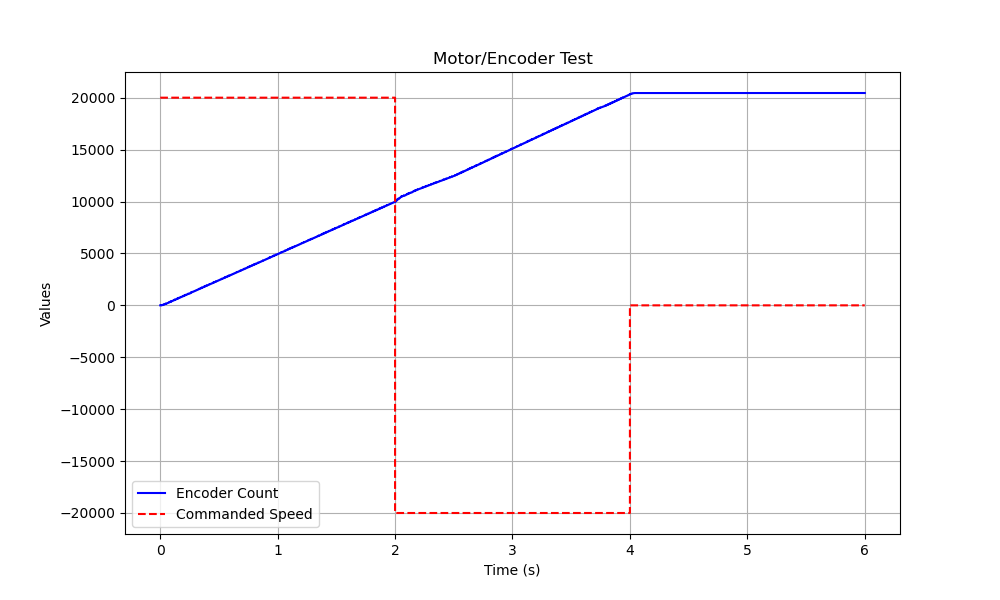 Motor/Encoder Test
20000
15000
10000
5000
0
−5000
−10000
−15000
−20000
Values
Encoder Count
Commanded Speed
0 1 2 3 4 5 6
Time (s)